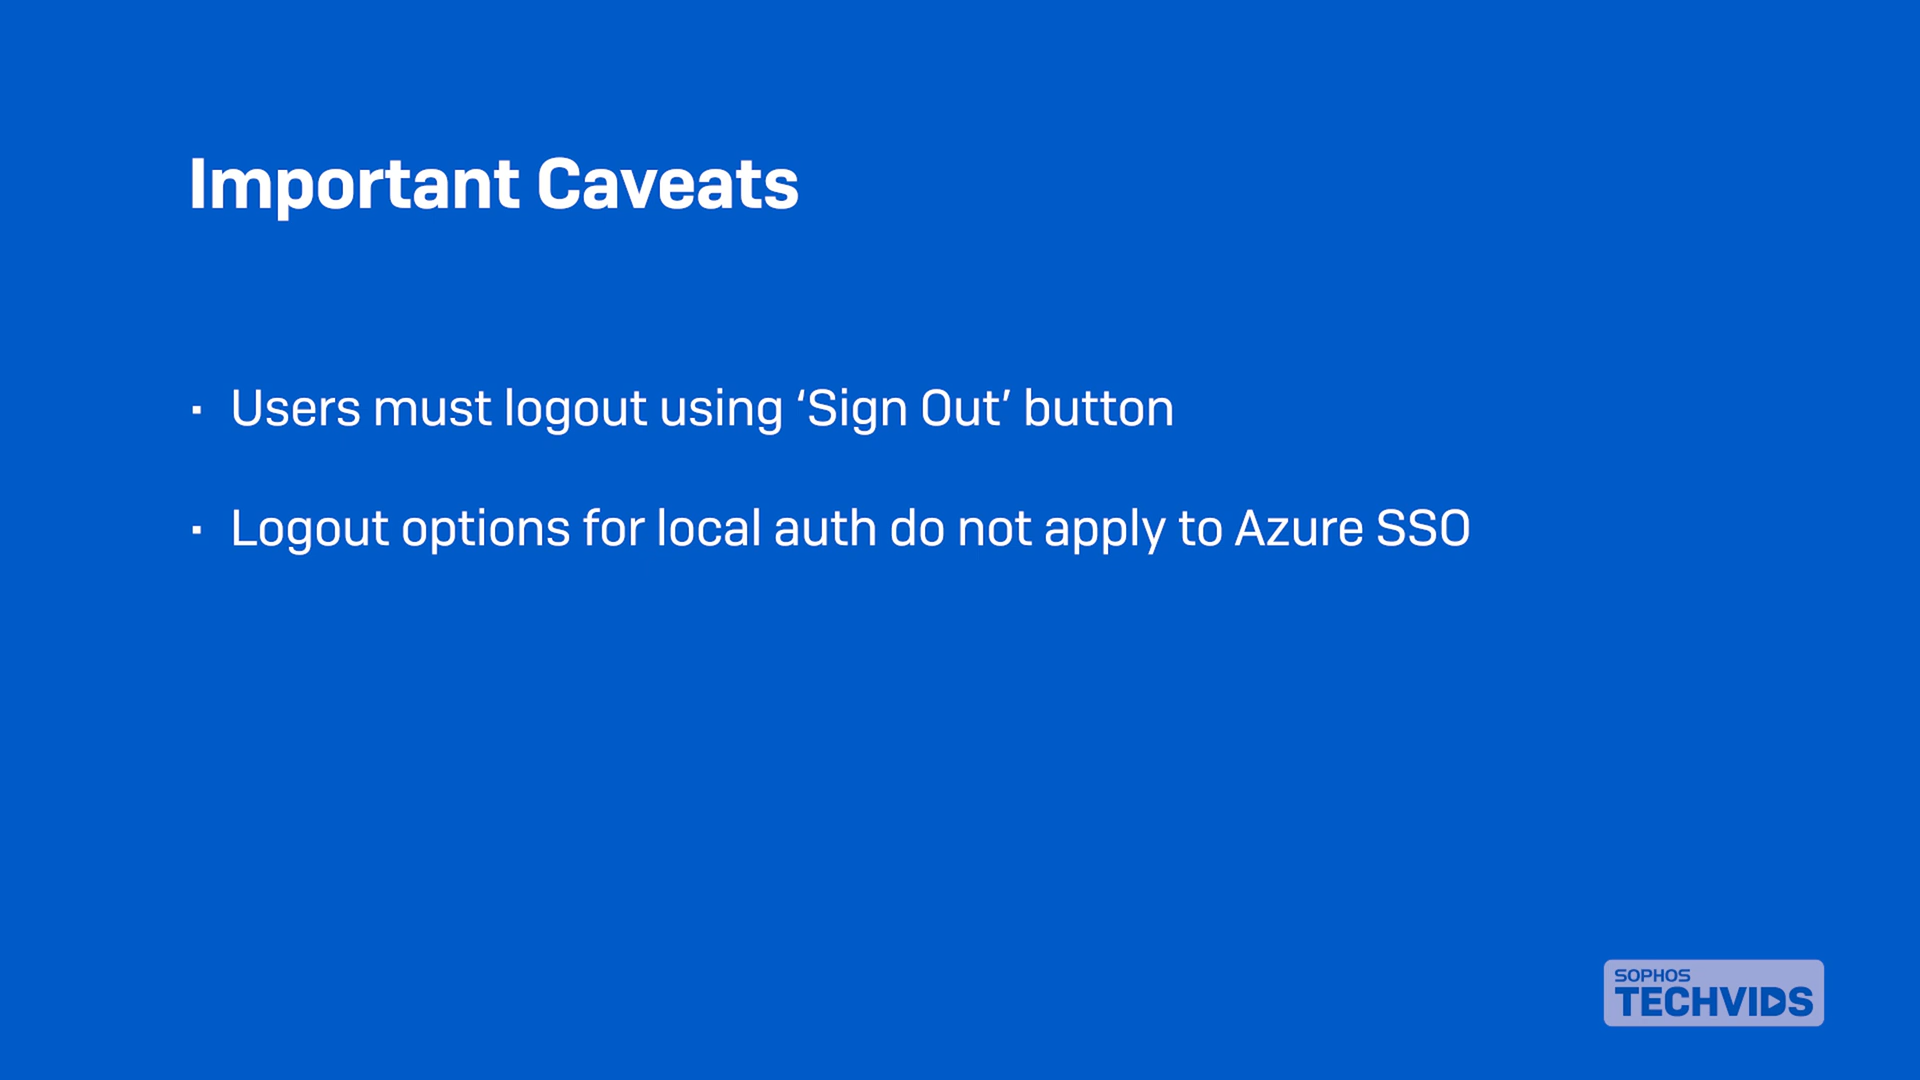 Important Caveats
▪ Users must logout using ‘Sign Out’ button
▪ Logout options for local auth do not apply to Azure SSO
SOPHOS
TECHVIDS